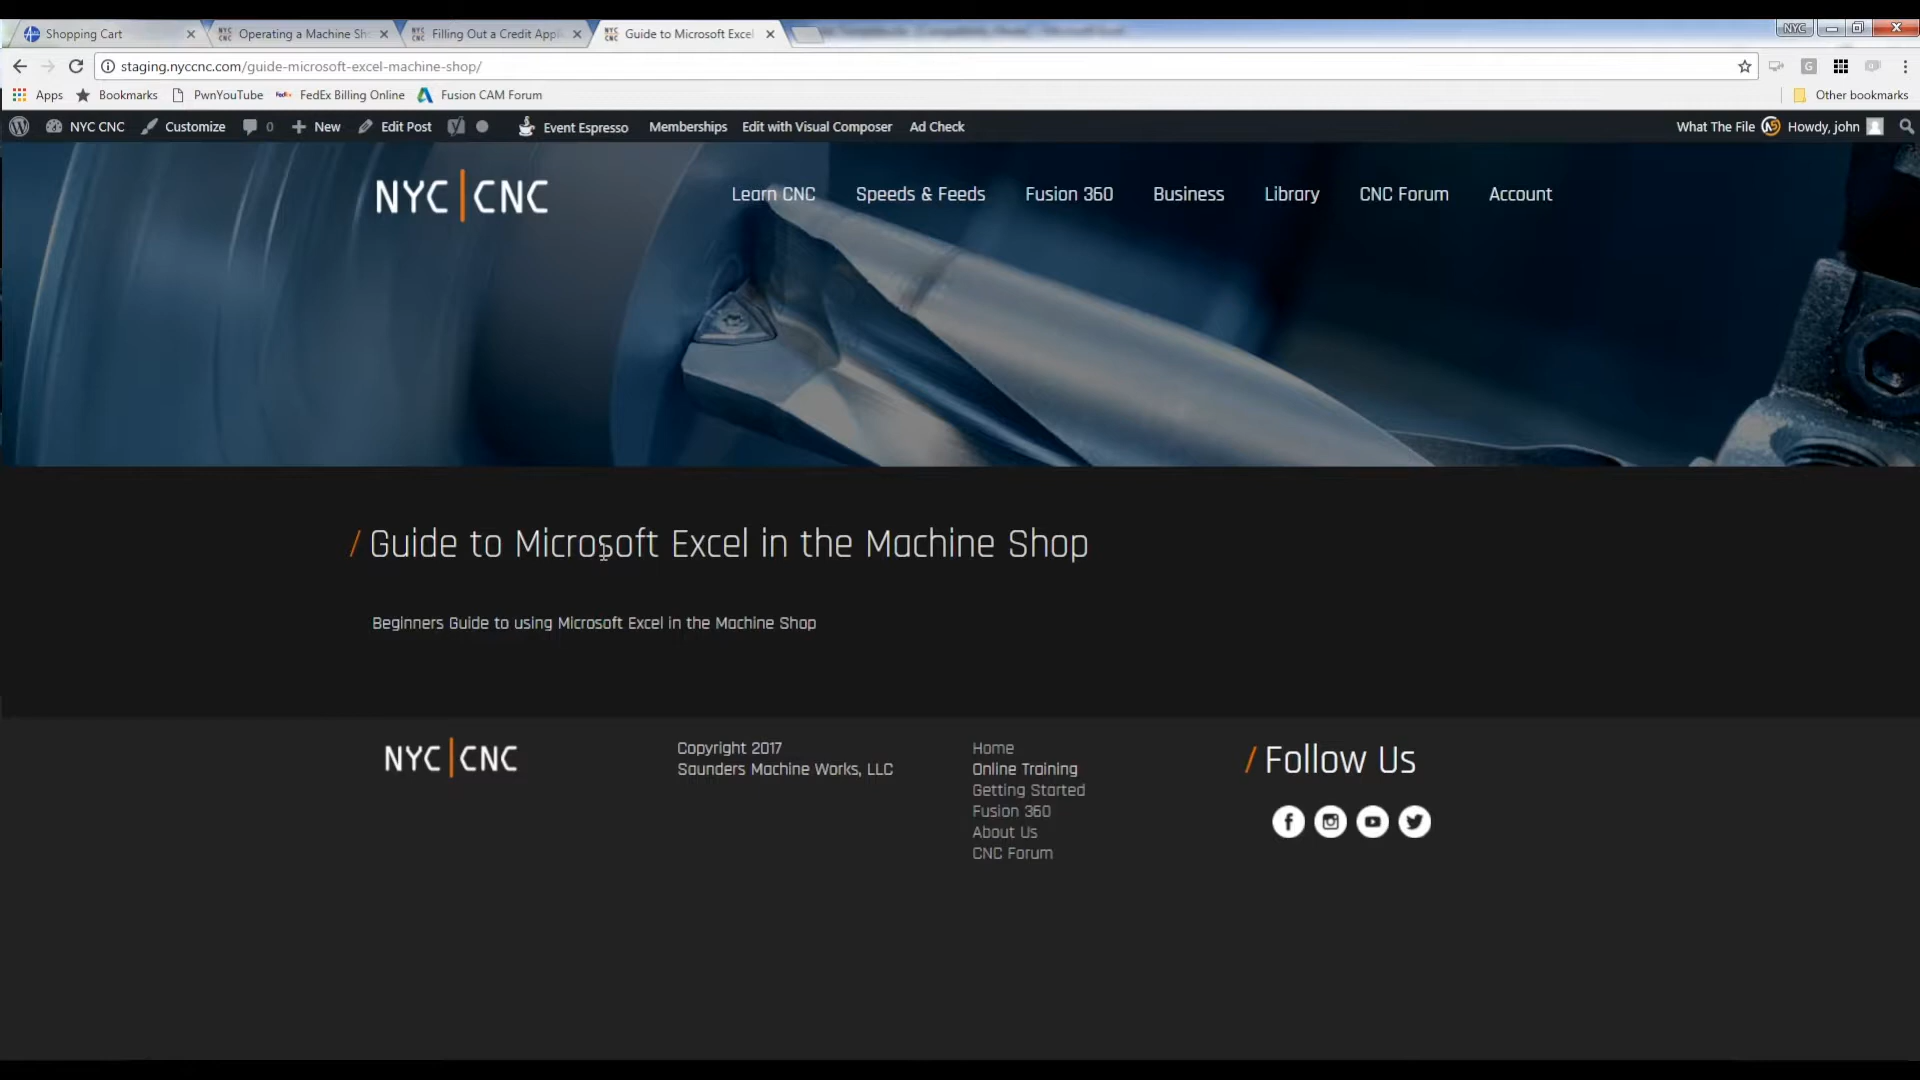 Shopping Cart
Operating a Machine Sh
Filling Out a Credit Appl
Guide to Microsoft Excel
NYC
staging.nyccnc.com/guide-microsoft-excel-machine-shop/
Apps
Bookmarks
PwnYouTube
FedEx Billing Online
Fusion CAM Forum
Other bookmarks
NYC CNC
Customize
0
New
Edit Post
Event Espresso
Memberships
Edit with Visual Composer
Ad Check
What The File
Howdy, john
NYC|CNC
Learn CNC
Speeds & Feeds
Fusion 360
Business
Library
CNC Forum
Account
/ Guide to Microsoft Excel in the Machine Shop
Beginners Guide to using Microsoft Excel in the Machine Shop
NYC|CNC
Copyright 2017
Saunders Machine Works, LLC
Home
Online Training
Getting Started
Fusion 360
About Us
CNC Forum
/ Follow Us